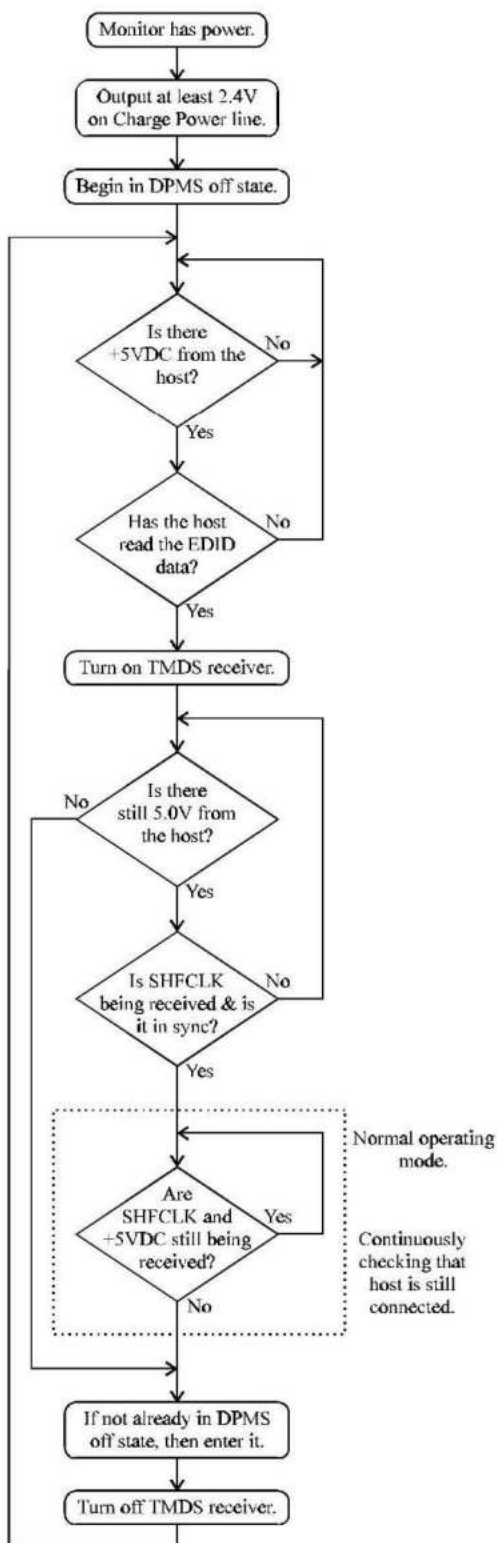 Monitor has power.
Output at least 2.4V
on Charge Power line.
Begin in DPMS off state.
Is there
+5VDC from the
host?
No
Yes
Has the host
read the EDID
data?
No
Yes
Turn on TMDS receiver.
Is there
still 5.0V from
the host?
No
Yes
Is SHFCLK
being received & is
it in sync?
No
Yes
Are
SHFCLK and
+5VDC still being
received?
Yes
No
Normal operating
mode.
Continuously
checking that
host is still
connected.
If not already in DPMS
off state, then enter it.
Turn off TMDS receiver.